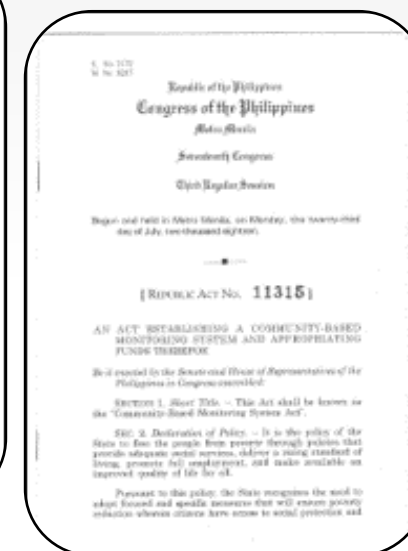 S. No. 2172
H. No. 8217
Republic of the Philippines
Congress of the Philippines
Metro Manila
Seventeenth Congress
Third Regular Session
Begun and held in Metro Manila, on Monday, the twenty-third
day of July, two thousand eighteen.
[ REPUBLIC ACT NO. 11315 ]
AN ACT ESTABLISHING A COMMUNITY-BASED
MONITORING SYSTEM AND APPROPRIATING
FUNDS THEREFOR
Be it enacted by the Senate and House of Representatives of the
Philippines in Congress assembled:
SECTION 1. Short Title. – This Act shall be known as
the "Community-Based Monitoring System Act".
SEC. 2. Declaration of Policy. – It is the policy of the
State to free the people from poverty through policies that
provide adequate social services, deliver a rising standard of
living, promote full employment, and make available an
improved quality of life for all.
Pursuant to this policy, the State recognizes the need to
adopt focused and specific measures that will ensure poverty
reduction wherein citizens have access to social protection and